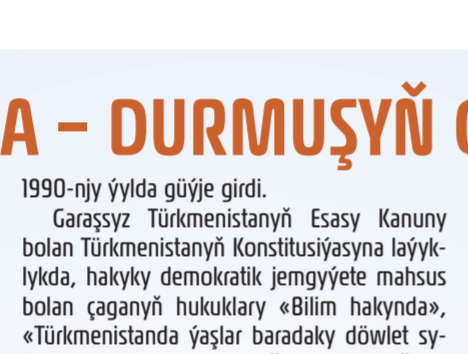 A – DURMUŞYŇ
1990-njy ýylda güýje girdi.
Garaşsyz Türkmenistanyň Esasy Kanuny
bolan Türkmenistanyň Konstitusiýasyna laýyk-
lykda, hakyky demokratik jemgyýete mahsus
bolan çaganyň hukuklary «Bilim hakynda»,
«Türkmenistanda ýaşlar baradaky döwlet sy-